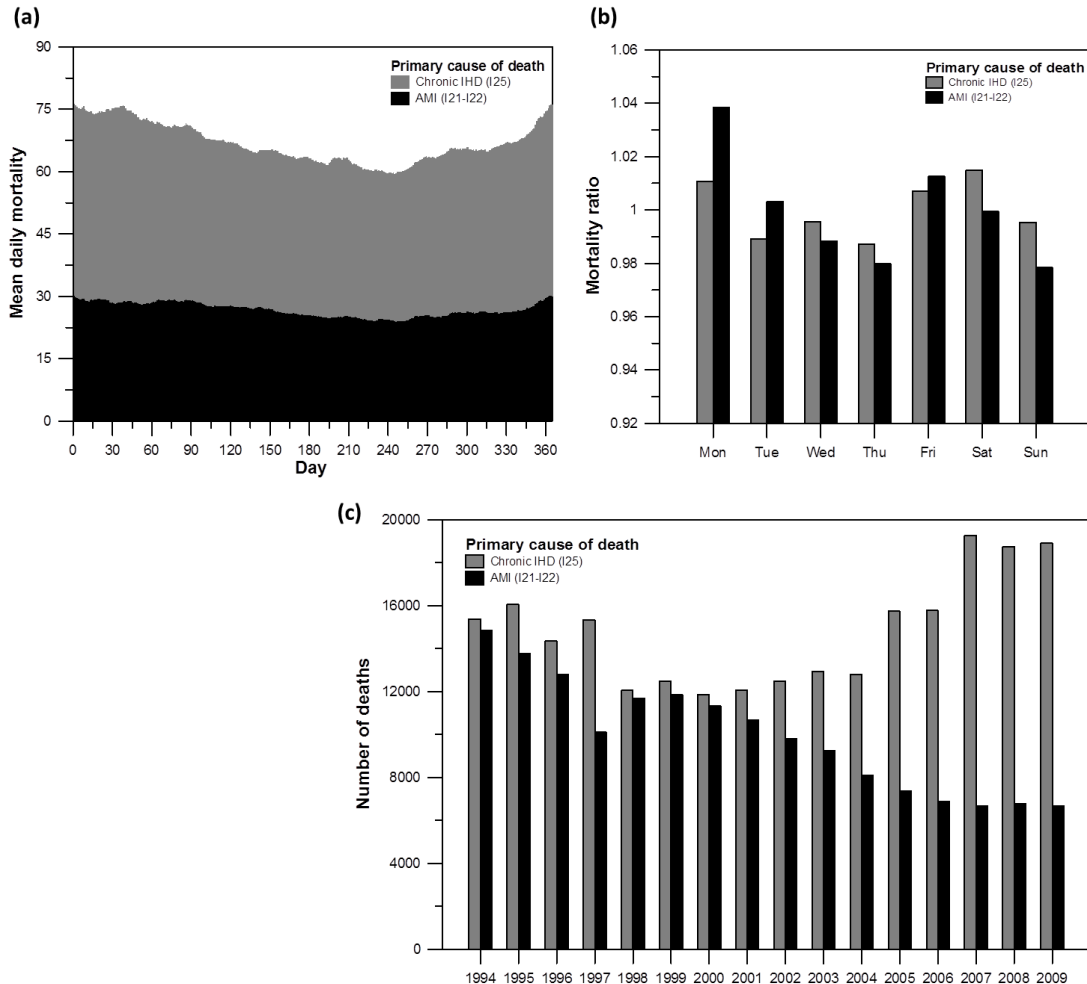 (a)
90
75
60
45
30
15
0
Mean daily mortality
Primary cause of death
Chronic IHD (I25)
AMI (I21-I22)
0 30 60 90 120 150 180 210 240 270 300 330 360
Day
(b)
1.06
1.04
1.02
1
0.98
0.96
0.94
0.92
Mortality ratio
Primary cause of death
Chronic IHD (I25)
AMI (I21-I22)
Mon Tue Wed Thu Fri Sat Sun
(c)
20000
16000
12000
8000
4000
0
Number of deaths
Primary cause of death
Chronic IHD (I25)
AMI (I21-I22)
1994 1995 1996 1997 1998 1999 2000 2001 2002 2003 2004 2005 2006 2007 2008 2009